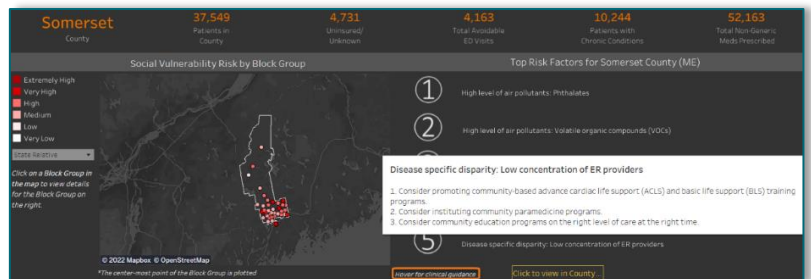 Somerset
County
37,549
Patients in
County
4,731
Uninsured/
Unknown
4,163
Total Avoidable
ED Visits
10,244
Patients with
Chronic Conditions
52,163
Total Non-Generic
Meds Prescribed
Social Vulnerability Risk by Block Group
Top Risk Factors for Somerset County (ME)
Extremely High
Very High
High
Medium
Low
Very Low
State Relative
Click on a Block Group in
the map to view details
for the Block Group on
the right.
© 2022 Mapbox © OpenStreetMap
*The center-most point of the Block Group is plotted
1
High level of air pollutants: Phthalates
2
High level of air pollutants: Volatile organic compounds (VOCs)
Disease specific disparity: Low concentration of ER providers
1. Consider promoting community-based advance cardiac life support (ACLS) and basic life support (BLS) training
programs.
2. Consider instituting community paramedicine programs.
3. Consider community education programs on the right level of care at the right time.
5
Disease specific disparity: Low concentration of ER providers
Hover for clinical guidance
Click to view in County...